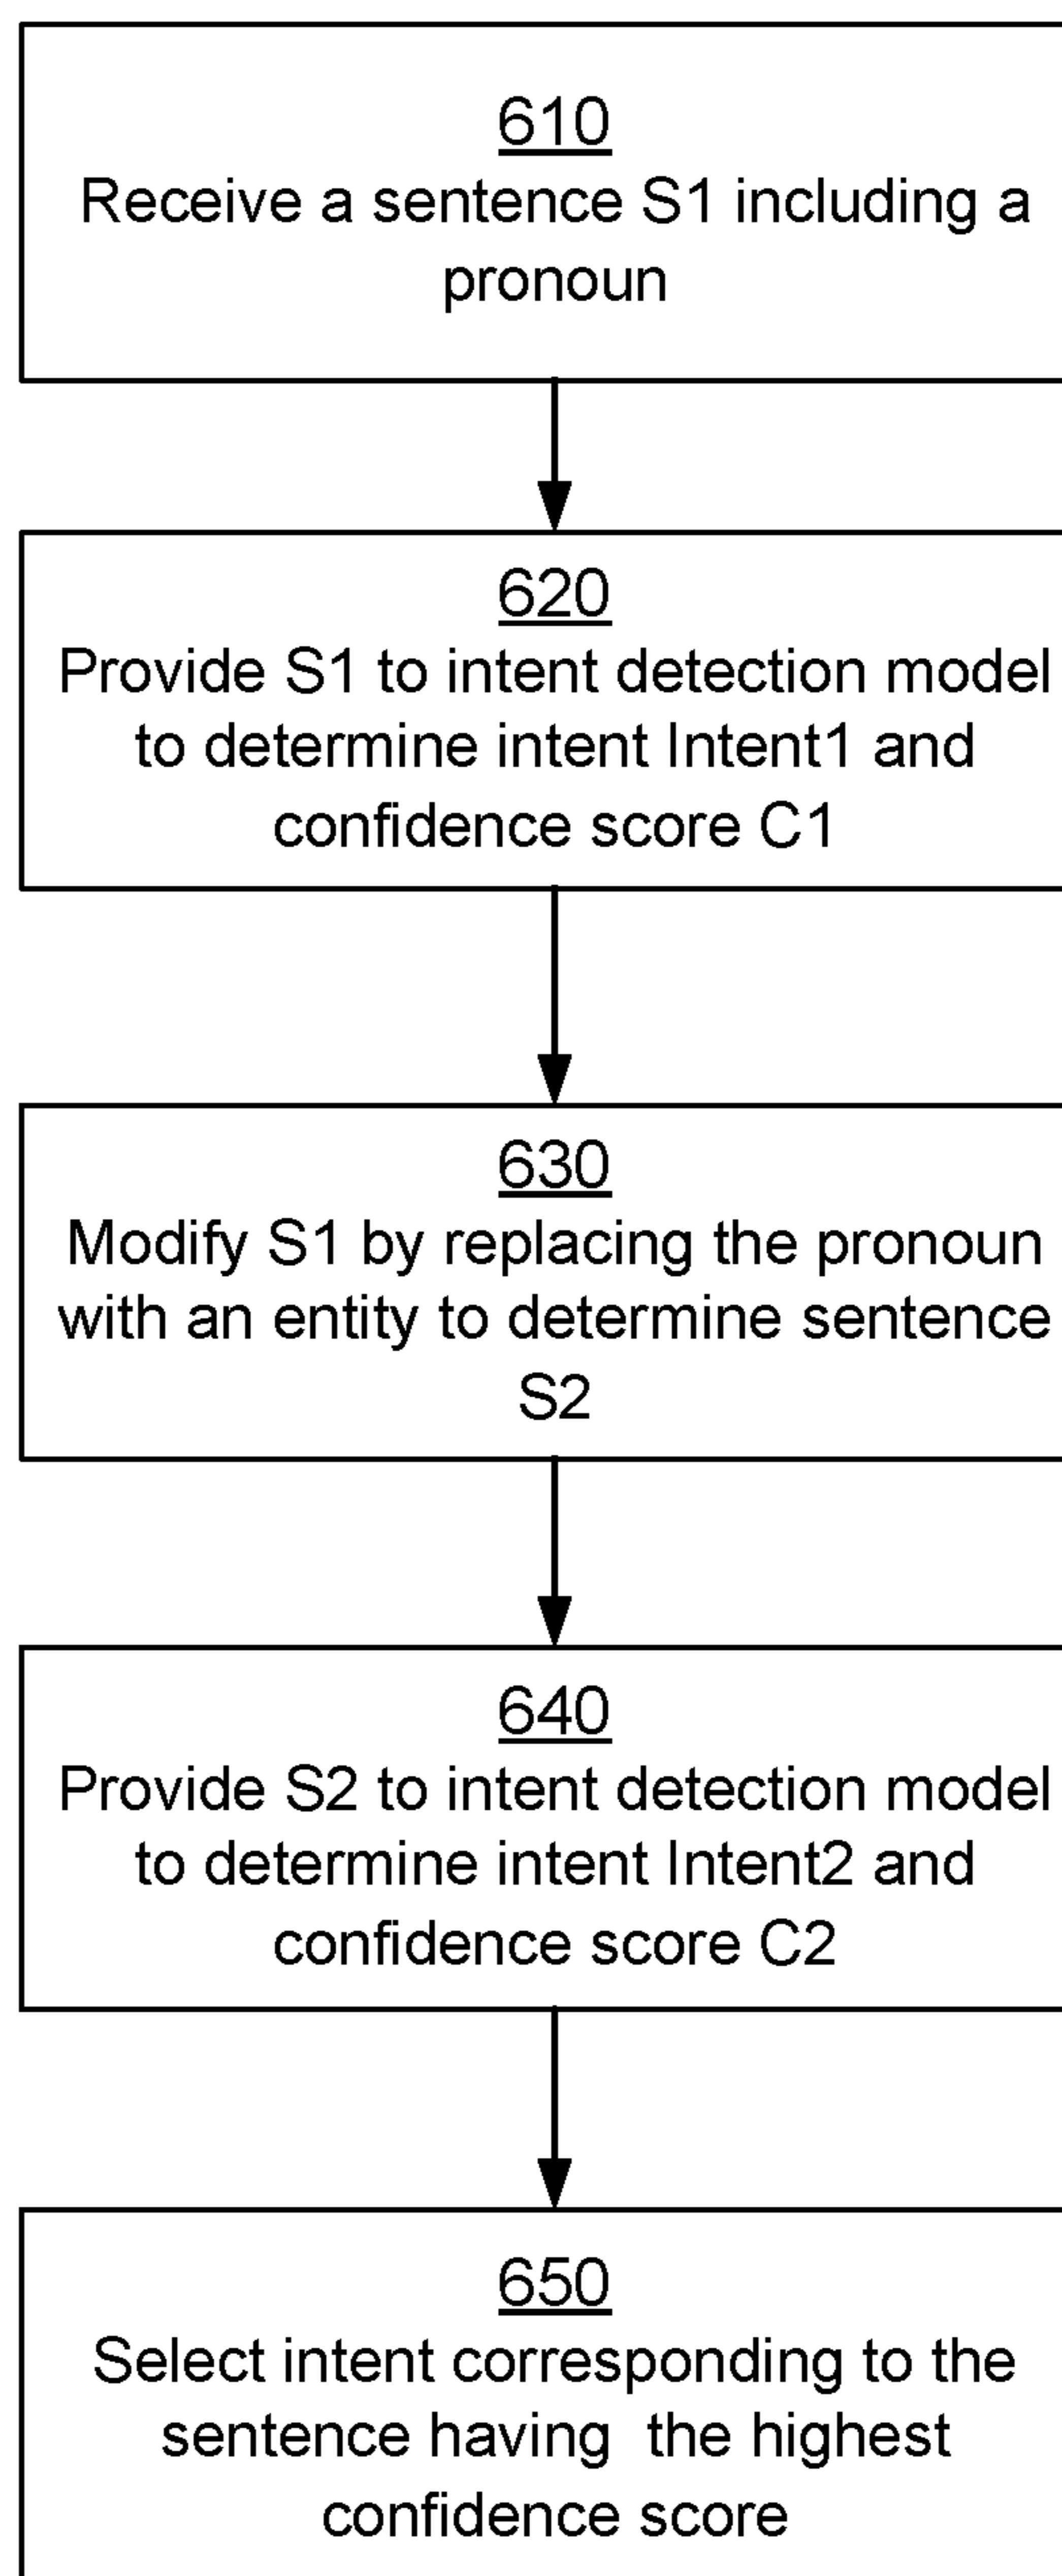 610
Receive a sentence S1 including a
pronoun
620
Provide S1 to intent detection model
to determine intent Intent1 and
confidence score C1
630
Modify S1 by replacing the pronoun
with an entity to determine sentence
S2
640
Provide S2 to intent detection model
to determine intent Intent2 and
confidence score C2
650
Select intent corresponding to the
sentence having the highest
confidence score